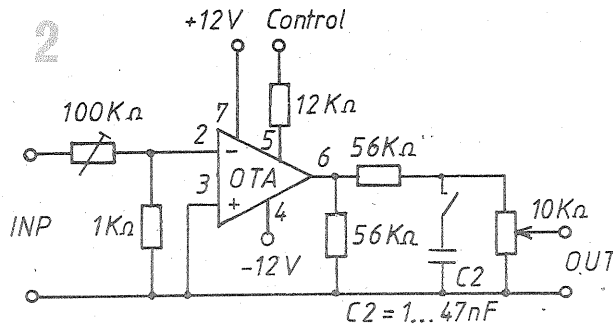 2
+12V Control
100KΩ
7
12KΩ
2
5
6
56KΩ
-
OTA
3
+
4
10KΩ
INP
1KΩ
56KΩ
-12V
C2
OUT
C2 = 1...47nF